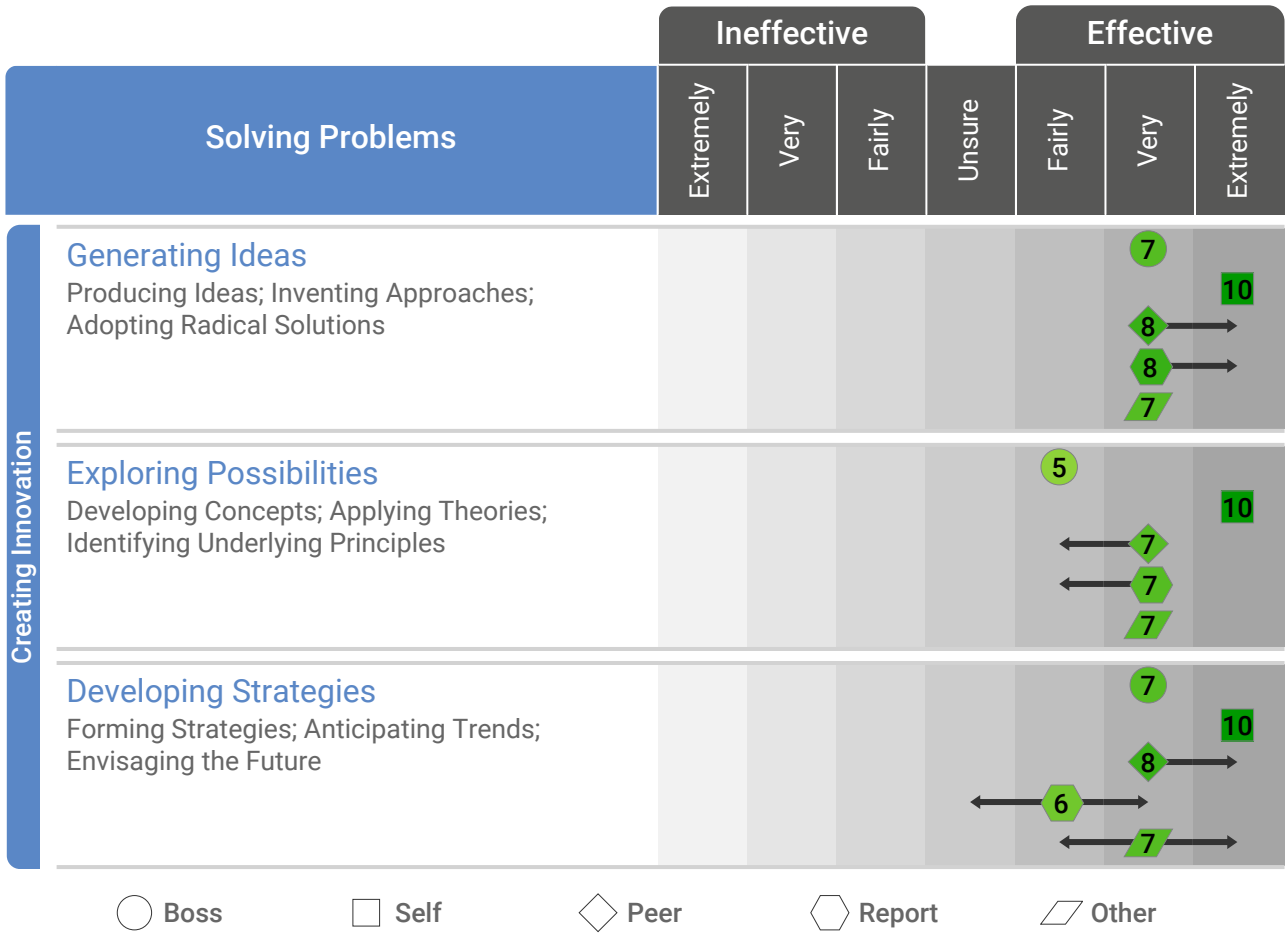 Ineffective
Effective
Solving Problems
Extremely
Very
Fairly
Unsure
Fairly
Very
Extremely
Creating Innovation
Generating Ideas
Producing Ideas; Inventing Approaches;
Adopting Radical Solutions
7
10
8
8
7
Exploring Possibilities
Developing Concepts; Applying Theories;
Identifying Underlying Principles
5
10
7
7
7
Developing Strategies
Forming Strategies; Anticipating Trends;
Envisaging the Future
7
10
8
6
7
Boss
Self
Peer
Report
Other